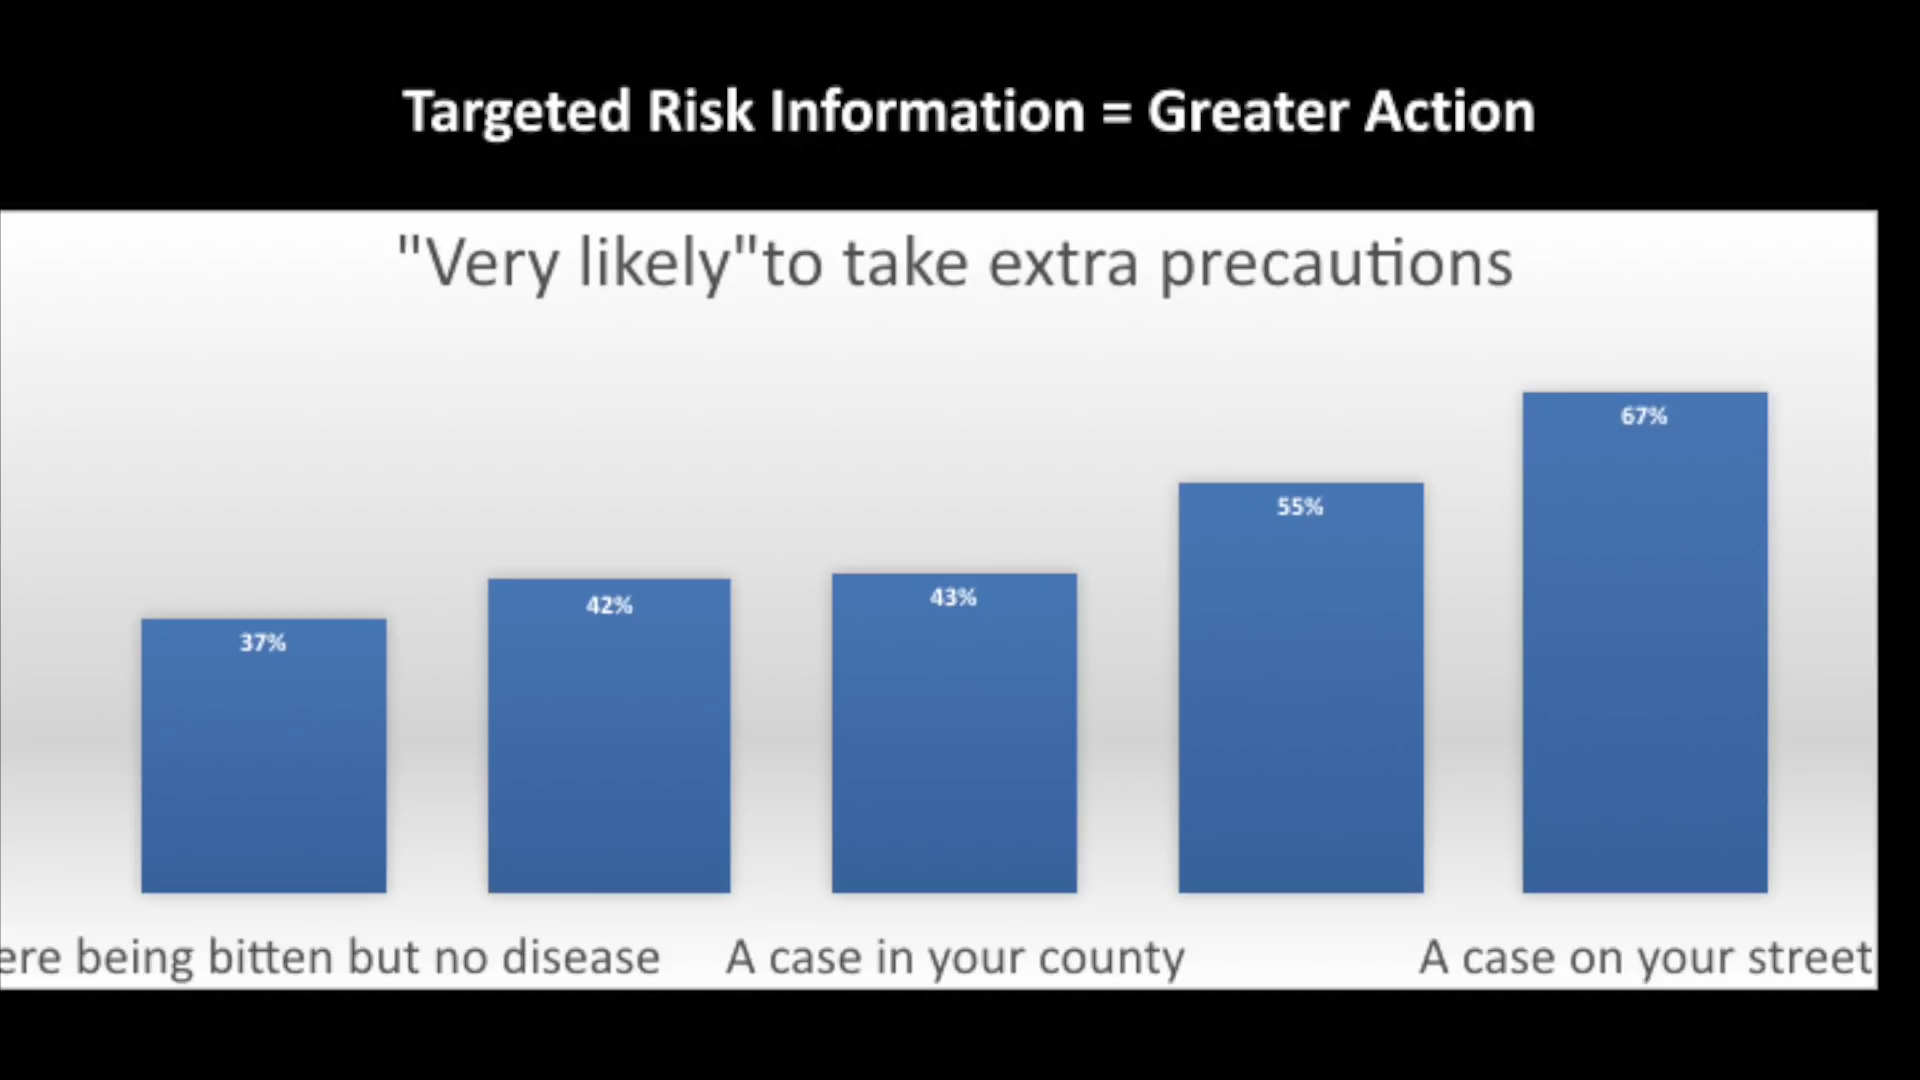 Targeted Risk Information = Greater Action
"Very likely"to take extra precautions
67%
55%
43%
42%
37%
being bitten but no disease
A case in your county
A case on your street